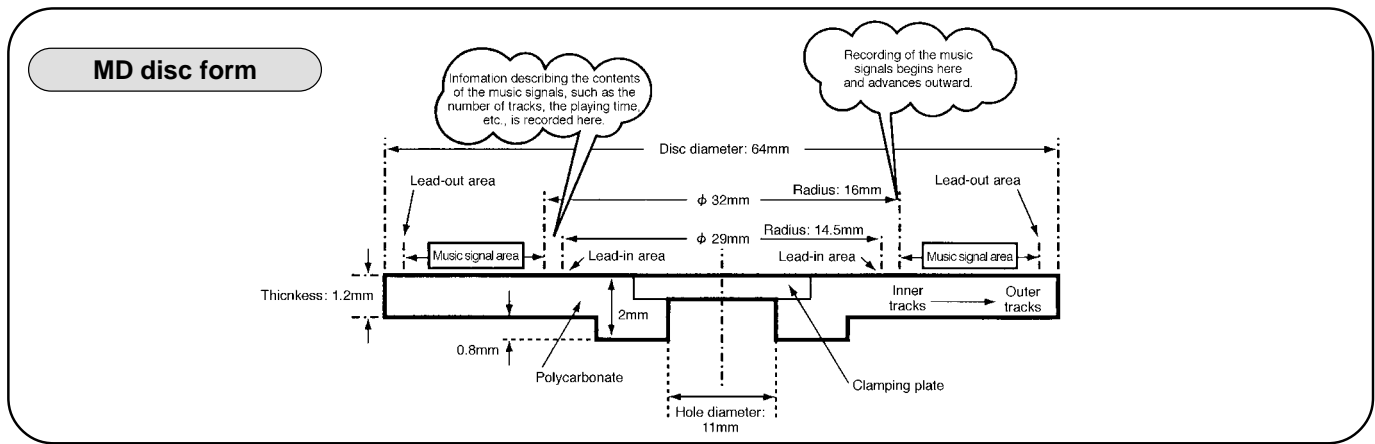 MD disc form
Infomation describing the contents
of the music signals, such as the
number of tracks, the playing time,
etc., is recorded here.
Recording of the music
signals begins here
and advances outward.
Disc diameter: 64mm
Lead-out area
Radius: 16mm
Lead-out area
ϕ 32mm
Radius: 14.5mm
ϕ 29mm
Music signal area
Lead-in area
Lead-in area
Music signal area
Thicnkess: 1.2mm
2mm
Inner
tracks
Outer
tracks
0.8mm
Polycarbonate
Clamping plate
Hole diameter:
11mm